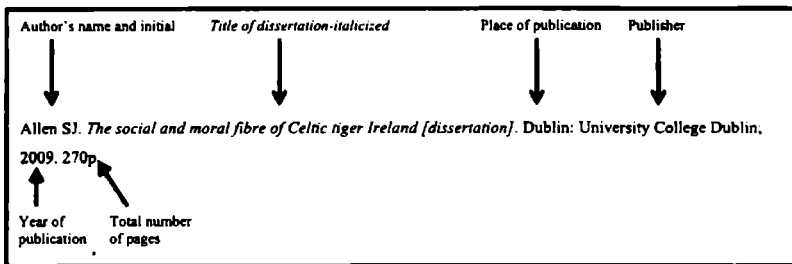 Author's name and initial Title of dissertation-italicized Place of publication Publisher
Allen SJ. The social and moral fibre of Celtic tiger Ireland [dissertation]. Dublin: University College Dublin;
2009. 270p.
Year of publication
Total number of pages